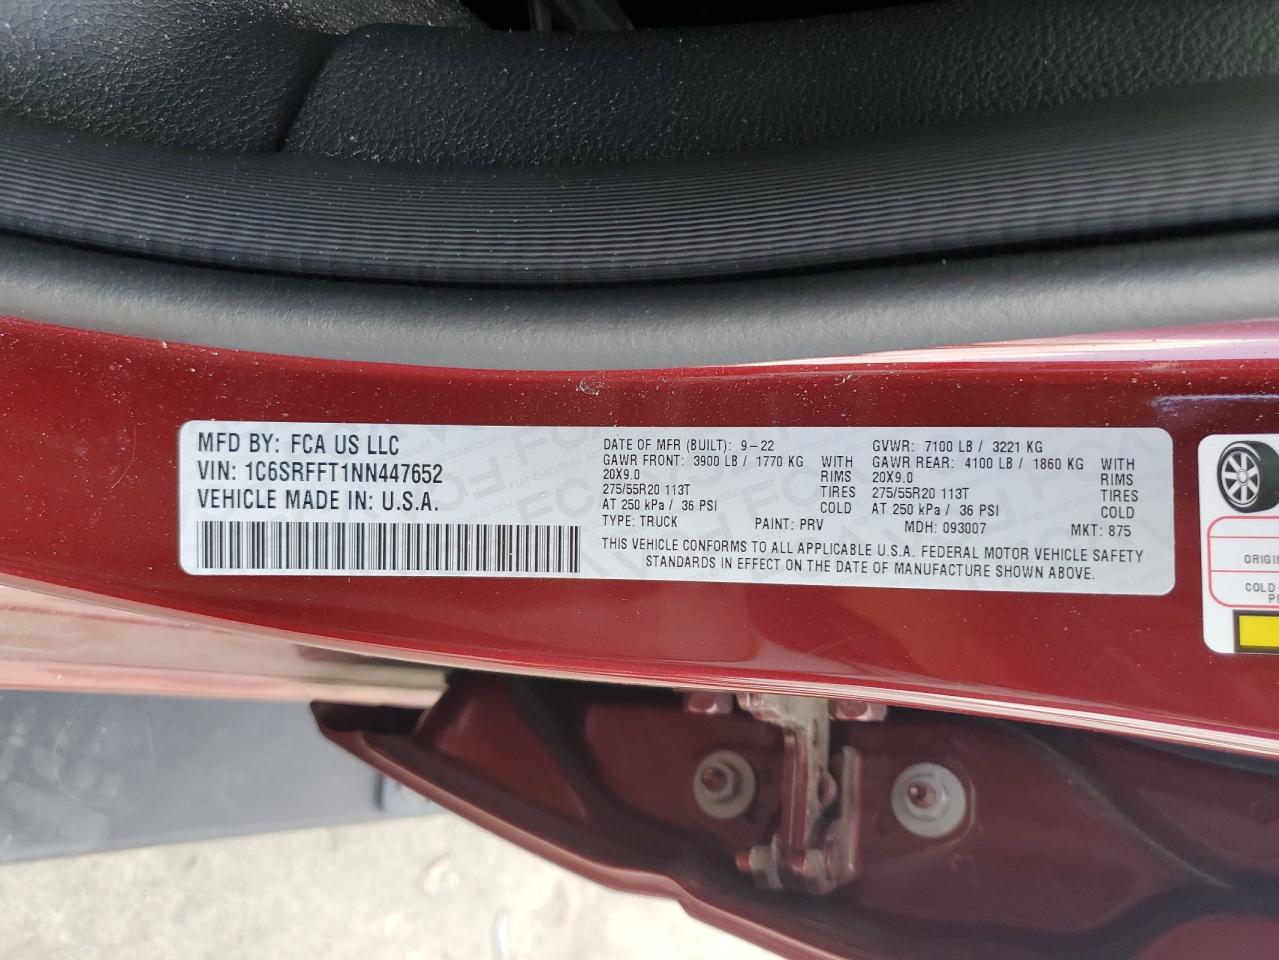 MFD BY: FCA US LLC
VIN: 1C6SRFFT1NN447652
VEHICLE MADE IN: U.S.A.
DATE OF MFR (BUILT): 9-22 GVWR: 7100 LB / 3221 KG
GAWR FRONT: 3900 LB / 1770 KG WITH GAWR REAR: 4100 LB / 1860 KG WITH
20X9.0 RIMS 20X9.0 RIMS
275/55R20 113T TIRES 275/55R20 113T TIRES
AT 250 kPa / 36 PSI COLD AT 250 kPa / 36 PSI COLD
TYPE: TRUCK PAINT: PRV MDH: 093007 MKT: 875
THIS VEHICLE CONFORMS TO ALL APPLICABLE U.S.A. FEDERAL MOTOR VEHICLE SAFETY
STANDARDS IN EFFECT ON THE DATE OF MANUFACTURE SHOWN ABOVE.
ORIGIN
COLD